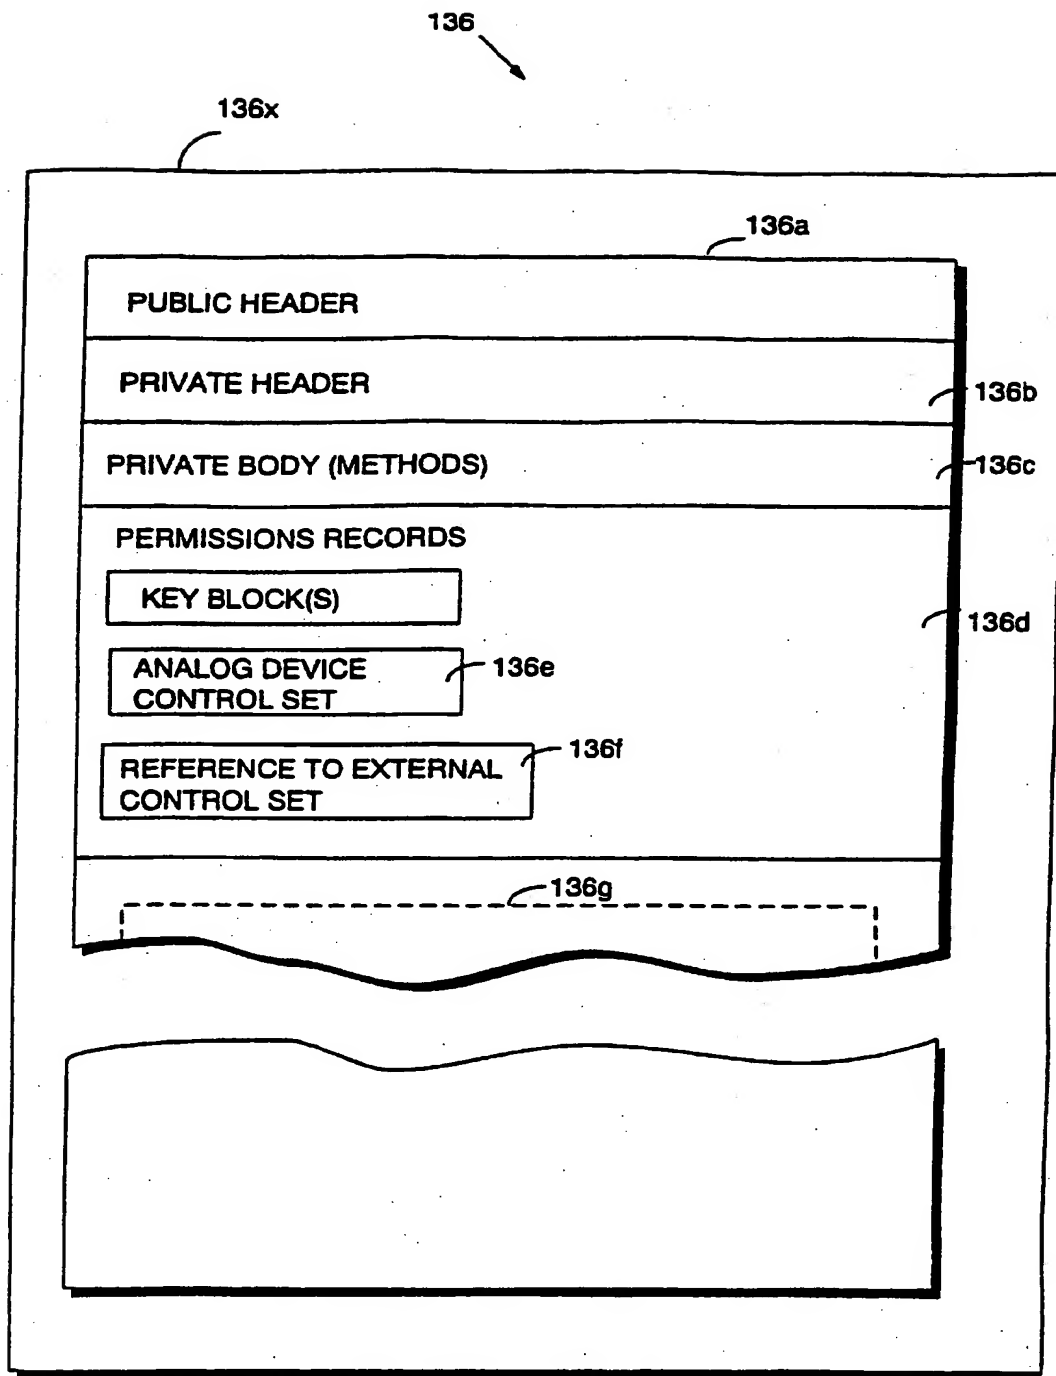 136
136x
136a
PUBLIC HEADER
PRIVATE HEADER
136b
PRIVATE BODY (METHODS)
136c
PERMISSIONS RECORDS
KEY BLOCK(S)
136d
ANALOG DEVICE
CONTROL SET
136e
136f
REFERENCE TO EXTERNAL
CONTROL SET
136g